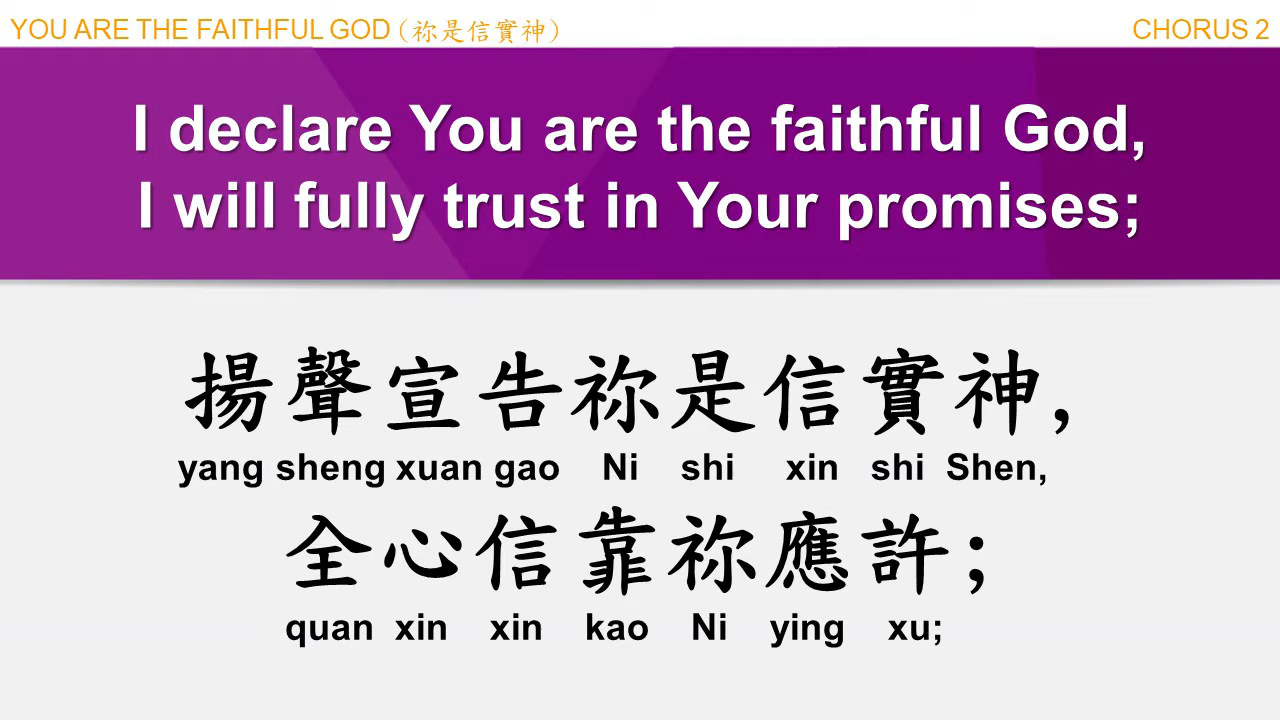 YOU ARE THE FAITHFUL GOD (祢是信實神)
CHORUS 2
I declare You are the faithful God,
I will fully trust in Your promises;
揚聲宣告祢是信實神,
yang sheng xuan gao Ni shi xin shi Shen,
全心信靠祢應許;
quan xin xin kao Ni ying xu;